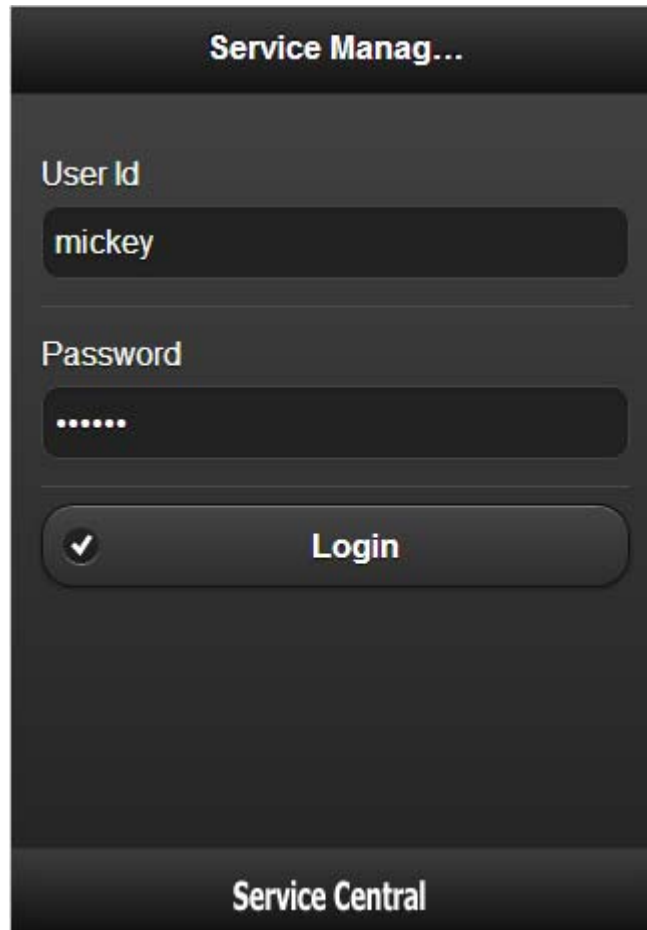 Service Manag...
User Id
mickey
Password
••••••
Login
Service Central